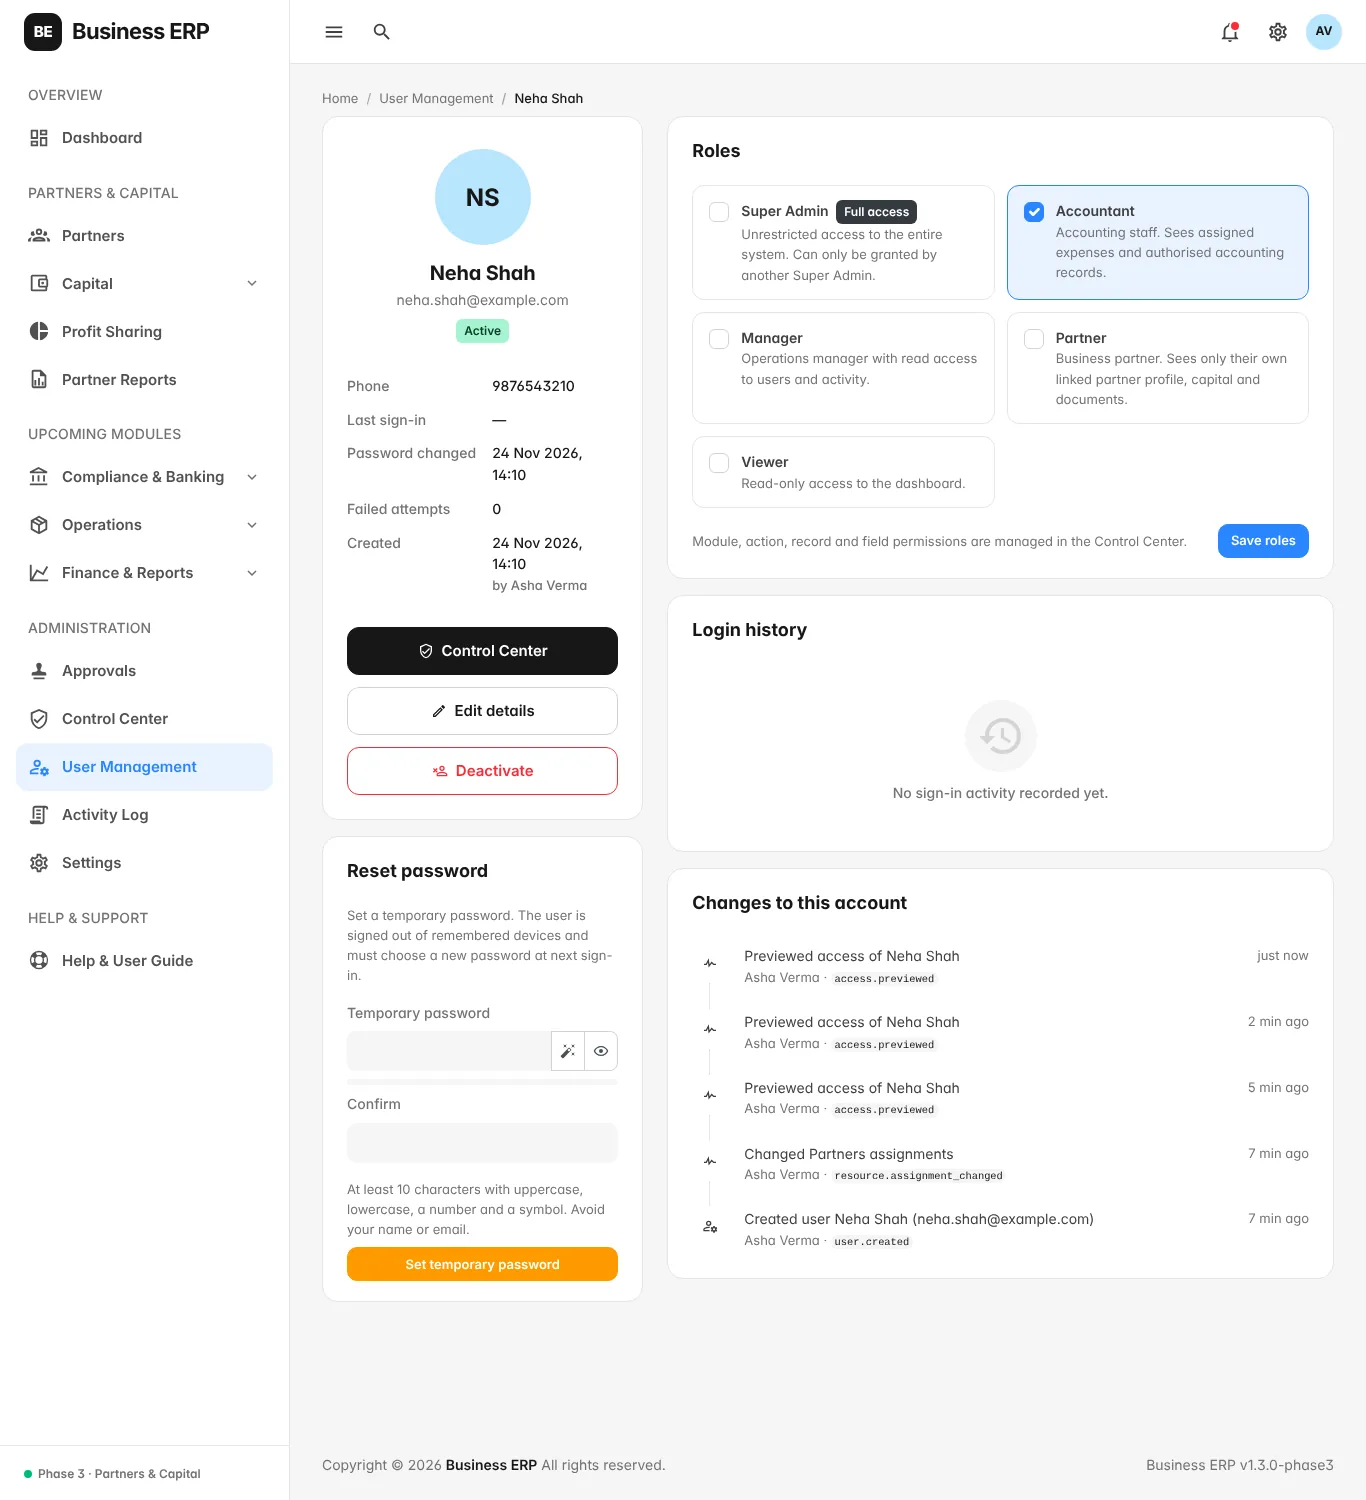 BE Business ERP
OVERVIEW
Dashboard
PARTNERS & CAPITAL
Partners
Capital
Profit Sharing
Partner Reports
UPCOMING MODULES
Compliance & Banking
Operations
Finance & Reports
ADMINISTRATION
Approvals
Control Center
User Management
Activity Log
Settings
HELP & SUPPORT
Help & User Guide
Phase 3 · Partners & Capital
AV
Home / User Management / Neha Shah
NS
Neha Shah
neha.shah@example.com
Active
Phone 9876543210
Last sign-in —
Password changed 24 Nov 2026,
14:10
Failed attempts 0
Created 24 Nov 2026,
14:10
by Asha Verma
Control Center
Edit details
Deactivate
Reset password
Set a temporary password. The user is
signed out of remembered devices and
must choose a new password at next sign-
in.
Temporary password
Confirm
At least 10 characters with uppercase,
lowercase, a number and a symbol. Avoid
your name or email.
Set temporary password
Roles
Super Admin Full access
Unrestricted access to the entire
system. Can only be granted by
another Super Admin.
Accountant
Accounting staff. Sees assigned
expenses and authorised accounting
records.
Manager
Operations manager with read access
to users and activity.
Partner
Business partner. Sees only their own
linked partner profile, capital and
documents.
Viewer
Read-only access to the dashboard.
Module, action, record and field permissions are managed in the Control Center.
Save roles
Login history
No sign-in activity recorded yet.
Changes to this account
Previewed access of Neha Shah just now
Asha Verma · access.previewed
Previewed access of Neha Shah 2 min ago
Asha Verma · access.previewed
Previewed access of Neha Shah 5 min ago
Asha Verma · access.previewed
Changed Partners assignments 7 min ago
Asha Verma · resource.assignment_changed
Created user Neha Shah (neha.shah@example.com) 7 min ago
Asha Verma · user.created
Copyright © 2026 Business ERP All rights reserved.
Business ERP v1.3.0-phase3